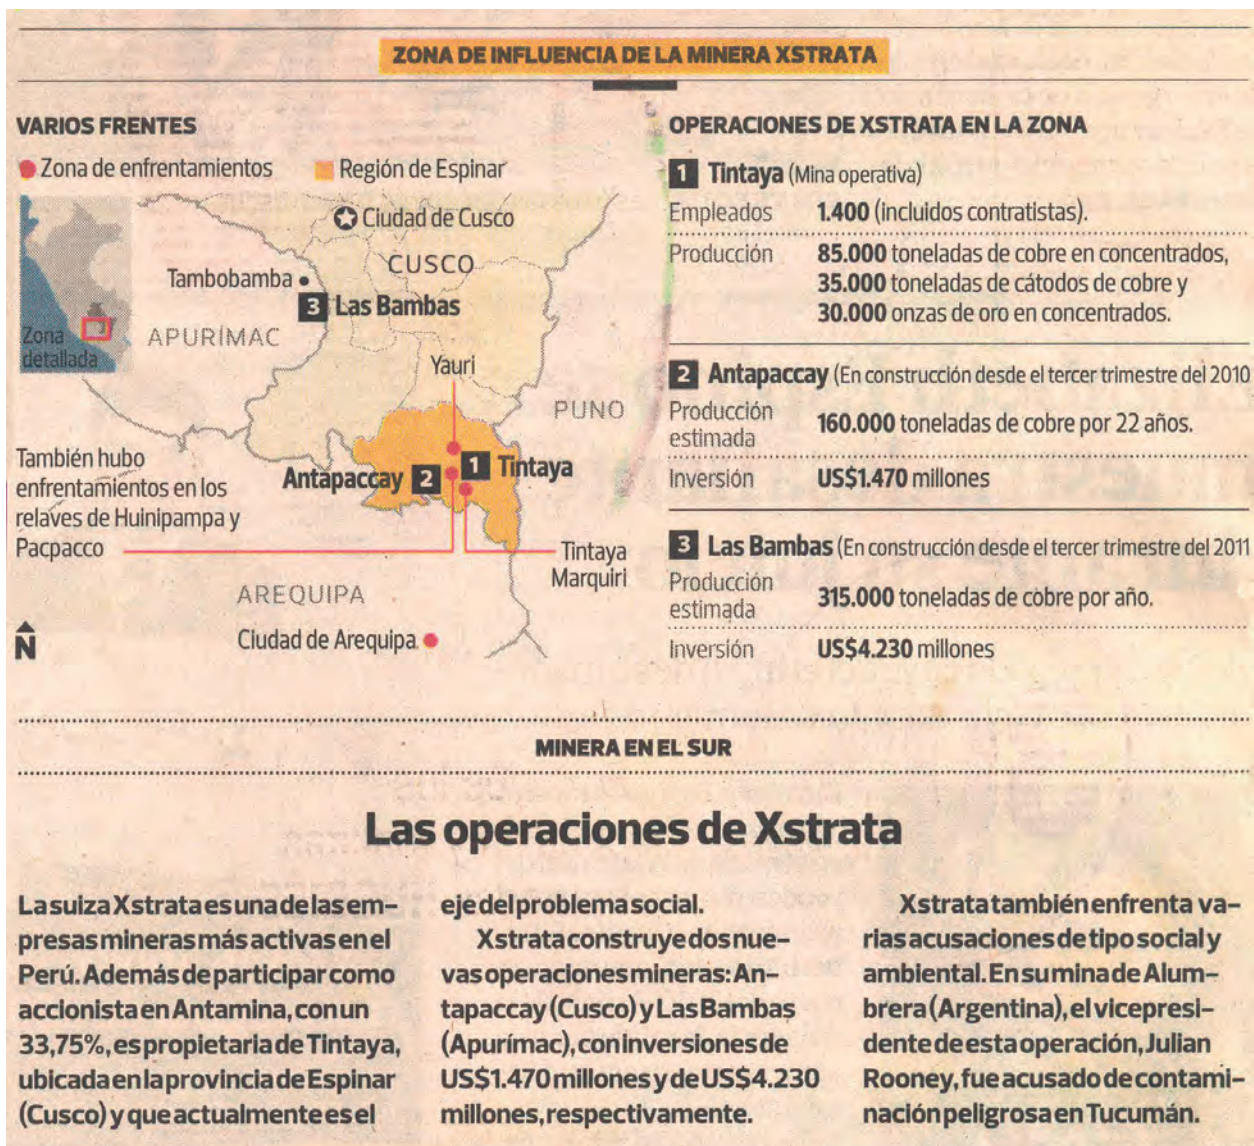 ZONA DE INFLUENCIA DE LA MINERA XSTRATA
VARIOS FRENTES
Zona de enfrentamientos
Región de Espinar
Ciudad de Cusco
CUSCO
Tambobamba
3 Las Bambas
APURÍMAC
Zona
detallada
Yauri
PUNO
Antapaccay 2
1 Tintaya
También hubo
enfrentamientos en los
relaves de Huinipampa y
Pacpacco
Tintaya
Marquiri
AREQUIPA
Ciudad de Arequipa
N
OPERACIONES DE XSTRATA EN LA ZONA
1 Tintaya (Mina operativa)
Empleados 1.400 (incluidos contratistas).
Producción 85.000 toneladas de cobre en concentrados,
35.000 toneladas de cátodos de cobre y
30.000 onzas de oro en concentrados.
2 Antapaccay (En construcción desde el tercer trimestre del 2010
Producción
estimada
160.000 toneladas de cobre por 22 años.
Inversión US$1.470 millones
3 Las Bambas (En construcción desde el tercer trimestre del 2011
Producción
estimada
315.000 toneladas de cobre por año.
Inversión US$4.230 millones
MINERA EN EL SUR
Las operaciones de Xstrata
La suiza Xstrata es una de las em-
presas mineras más activas en el
Perú. Además de participar como
accionista en Antamina, con un
33,75%, es propietaria de Tintaya,
ubicada en la provincia de Espinar
(Cusco) y que actualmente es el
eje del problema social.
Xstrata construye dos nue-
vas operaciones mineras: An-
tapaccay (Cusco) y Las Bambas
(Apurímac), con inversiones de
US$1.470 millones y de US$4.230
millones, respectivamente.
Xstrata también enfrenta va-
rias acusaciones de tipo social y
ambiental. En su mina de Alum-
brera (Argentina), el vicepresi-
dente de esta operación, Julian
Rooney, fue acusado de contami-
nación peligrosa en Tucumán.